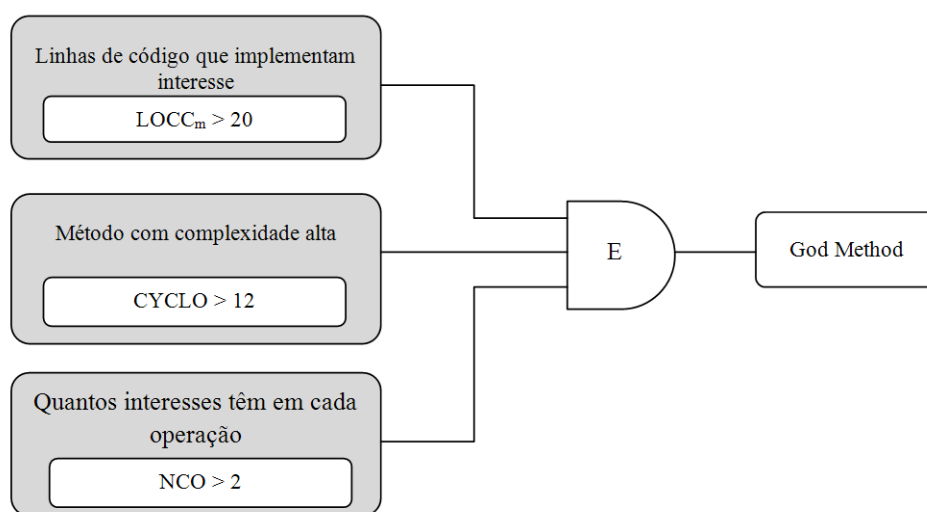 Linhas de código que implementam
interesse
LOCCm > 20
Método com complexidade alta
CYCLO > 12
Quantos interesses têm em cada
operação
NCO > 2
E
God Method